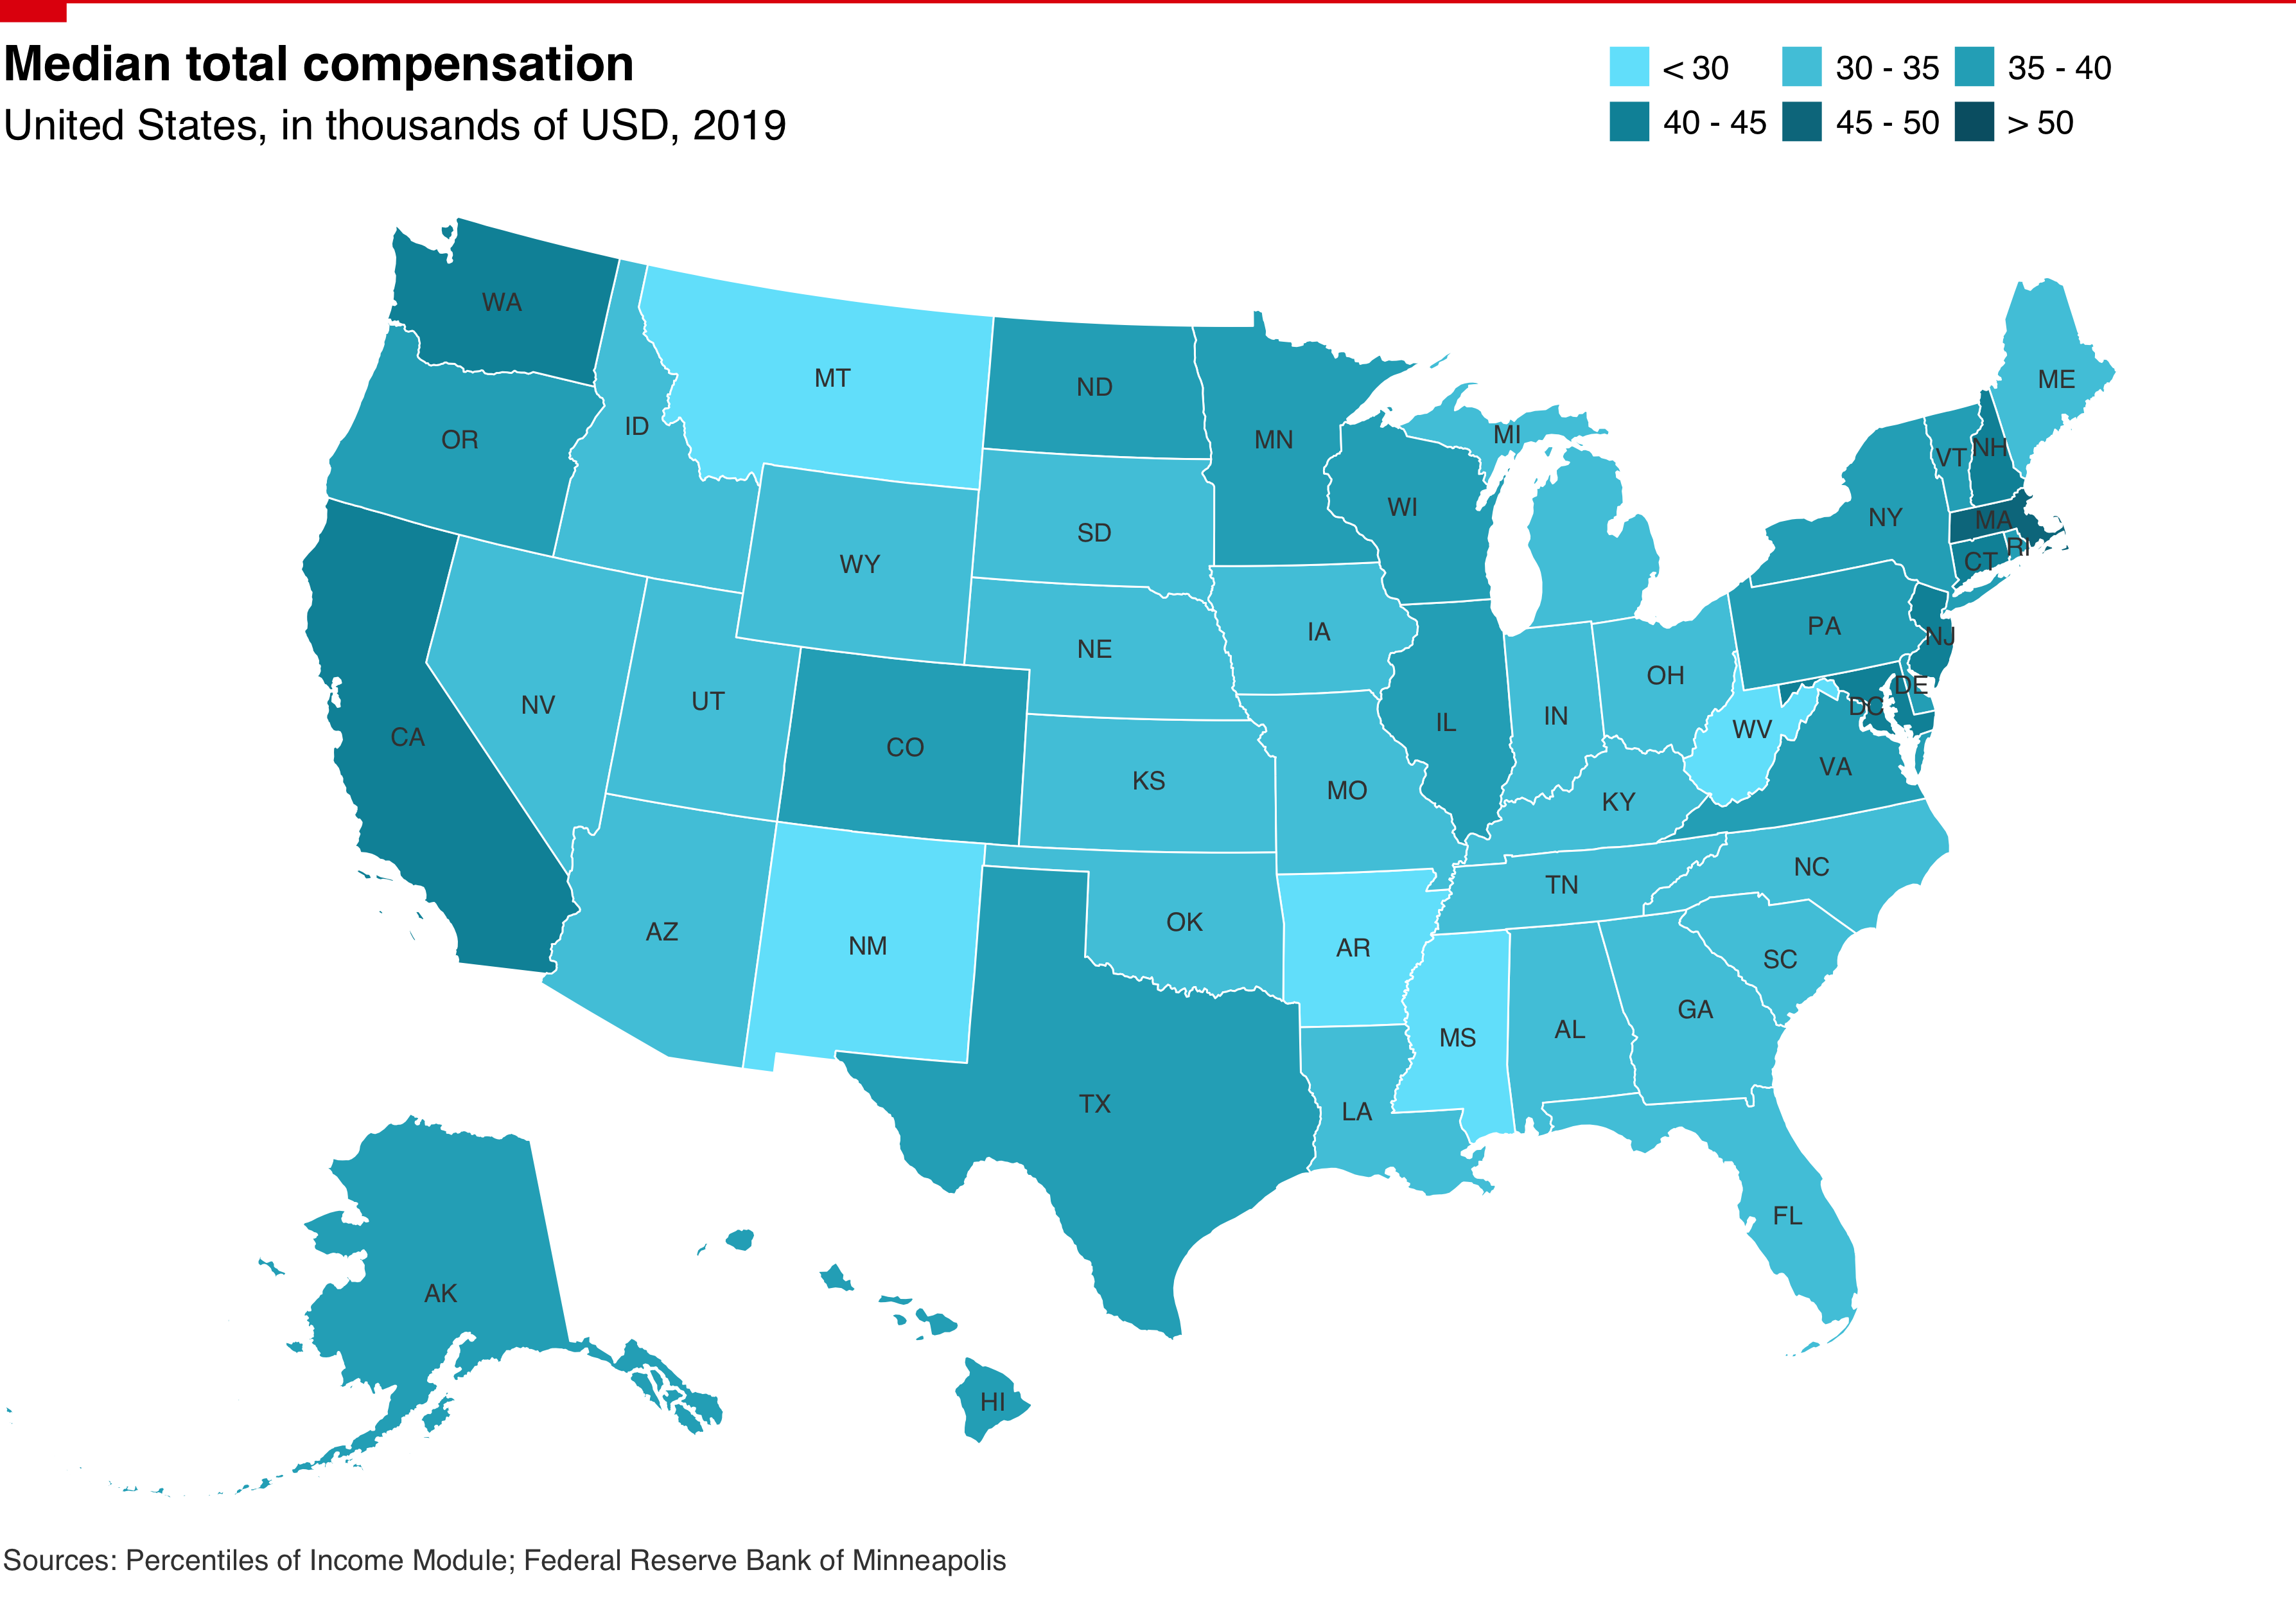 Median total compensation
United States, in thousands of USD, 2019
< 30
30 - 35
35 - 40
40 - 45
45 - 50
> 50
WA
MT
ND
MN
OR
ID
SD
WY
WI
MI
ME
VT
NH
NY
MA
RI
CT
NE
IA
PA
NJ
NV
UT
CO
CA
KS
MO
IL
IN
OH
WV
DC
DE
VA
KY
AZ
NM
OK
AR
TN
NC
SC
TX
LA
MS
AL
GA
FL
AK
HI
Sources: Percentiles of Income Module; Federal Reserve Bank of Minneapolis